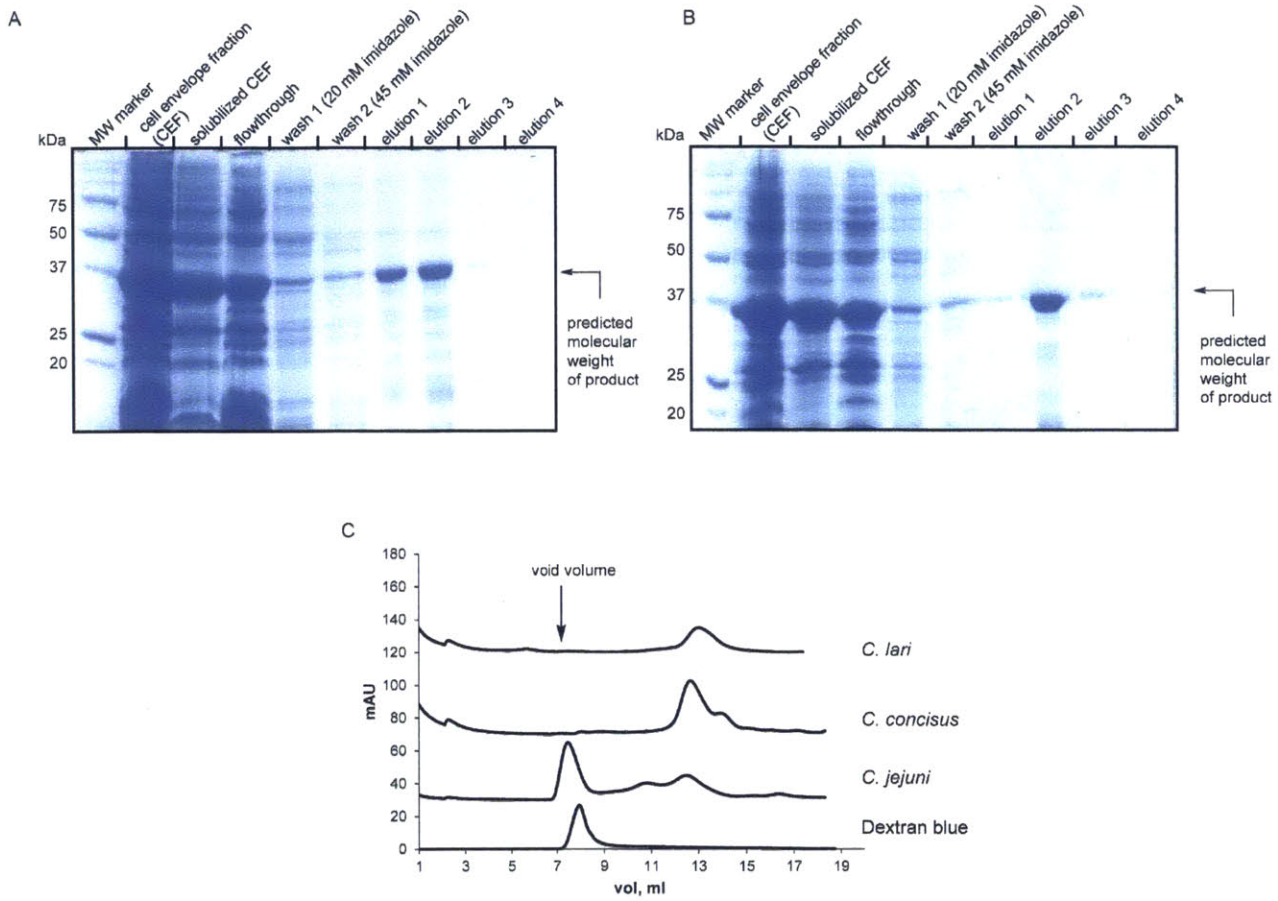 A
kDa
MW marker
cell envelope fraction
(CEF)
solubilized CEF
flowthrough
wash 1 (20 mM imidazole)
wash 2 (45 mM imidazole)
elution 1
elution 2
elution 3
elution 4
75
50
37
25
20
predicted
molecular
weight
of product
B
kDa
MW marker
cell envelope fraction
(CEF)
solubilized CEF
flowthrough
wash 1 (20 mM imidazole)
wash 2 (45 mM imidazole)
elution 1
elution 2
elution 3
elution 4
75
50
37
25
20
predicted
molecular
weight
of product
C
180
160
140
120
100
80
60
40
20
0
mAU
void volume
C. lari
C. concisus
C. jejuni
Dextran blue
1 3 5 7 9 11 13 15 17 19
vol, ml